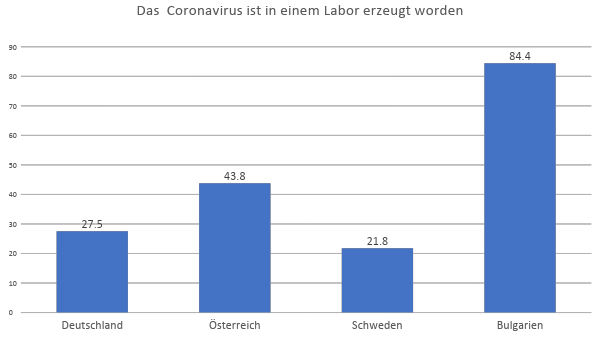 Das  Coronavirus ist in einem Labor erzeugt worden
90
80
70
60
50
40
30
20
10
0
27.5
43.8
21.8
84.4
Deutschland
Österreich
Schweden
Bulgarien